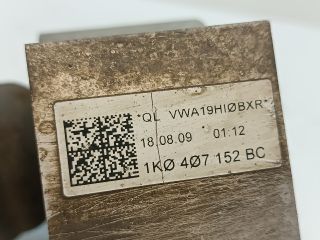 *QL VWA19HIØBXR*
18.08.09 01:12
1KØ 4Ø7 152 BC